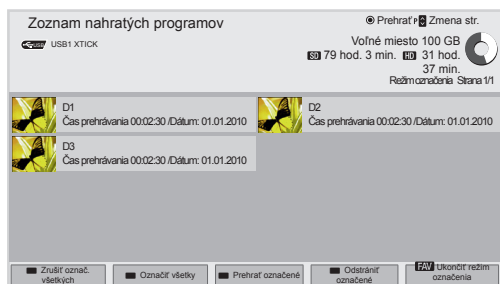 Zoznam nahratých programov
Prehrať P Zmena str.
USB USB1 XTICK
Voľné miesto 100 GB
SD 79 hod. 3 min. HD 31 hod.
37 min.
Režim označenia Strana 1/1
D1
Čas prehrávania 00:02:30 /Dátum: 01.01.2010
D2
Čas prehrávania 00:02:30 /Dátum: 01.01.2010
D3
Čas prehrávania 00:02:30 /Dátum: 01.01.2010
Zrušiť označ.
všetkých
Označiť všetky
Prehrať označené
Odstrániť
označené
FAV Ukončiť režim
označenia